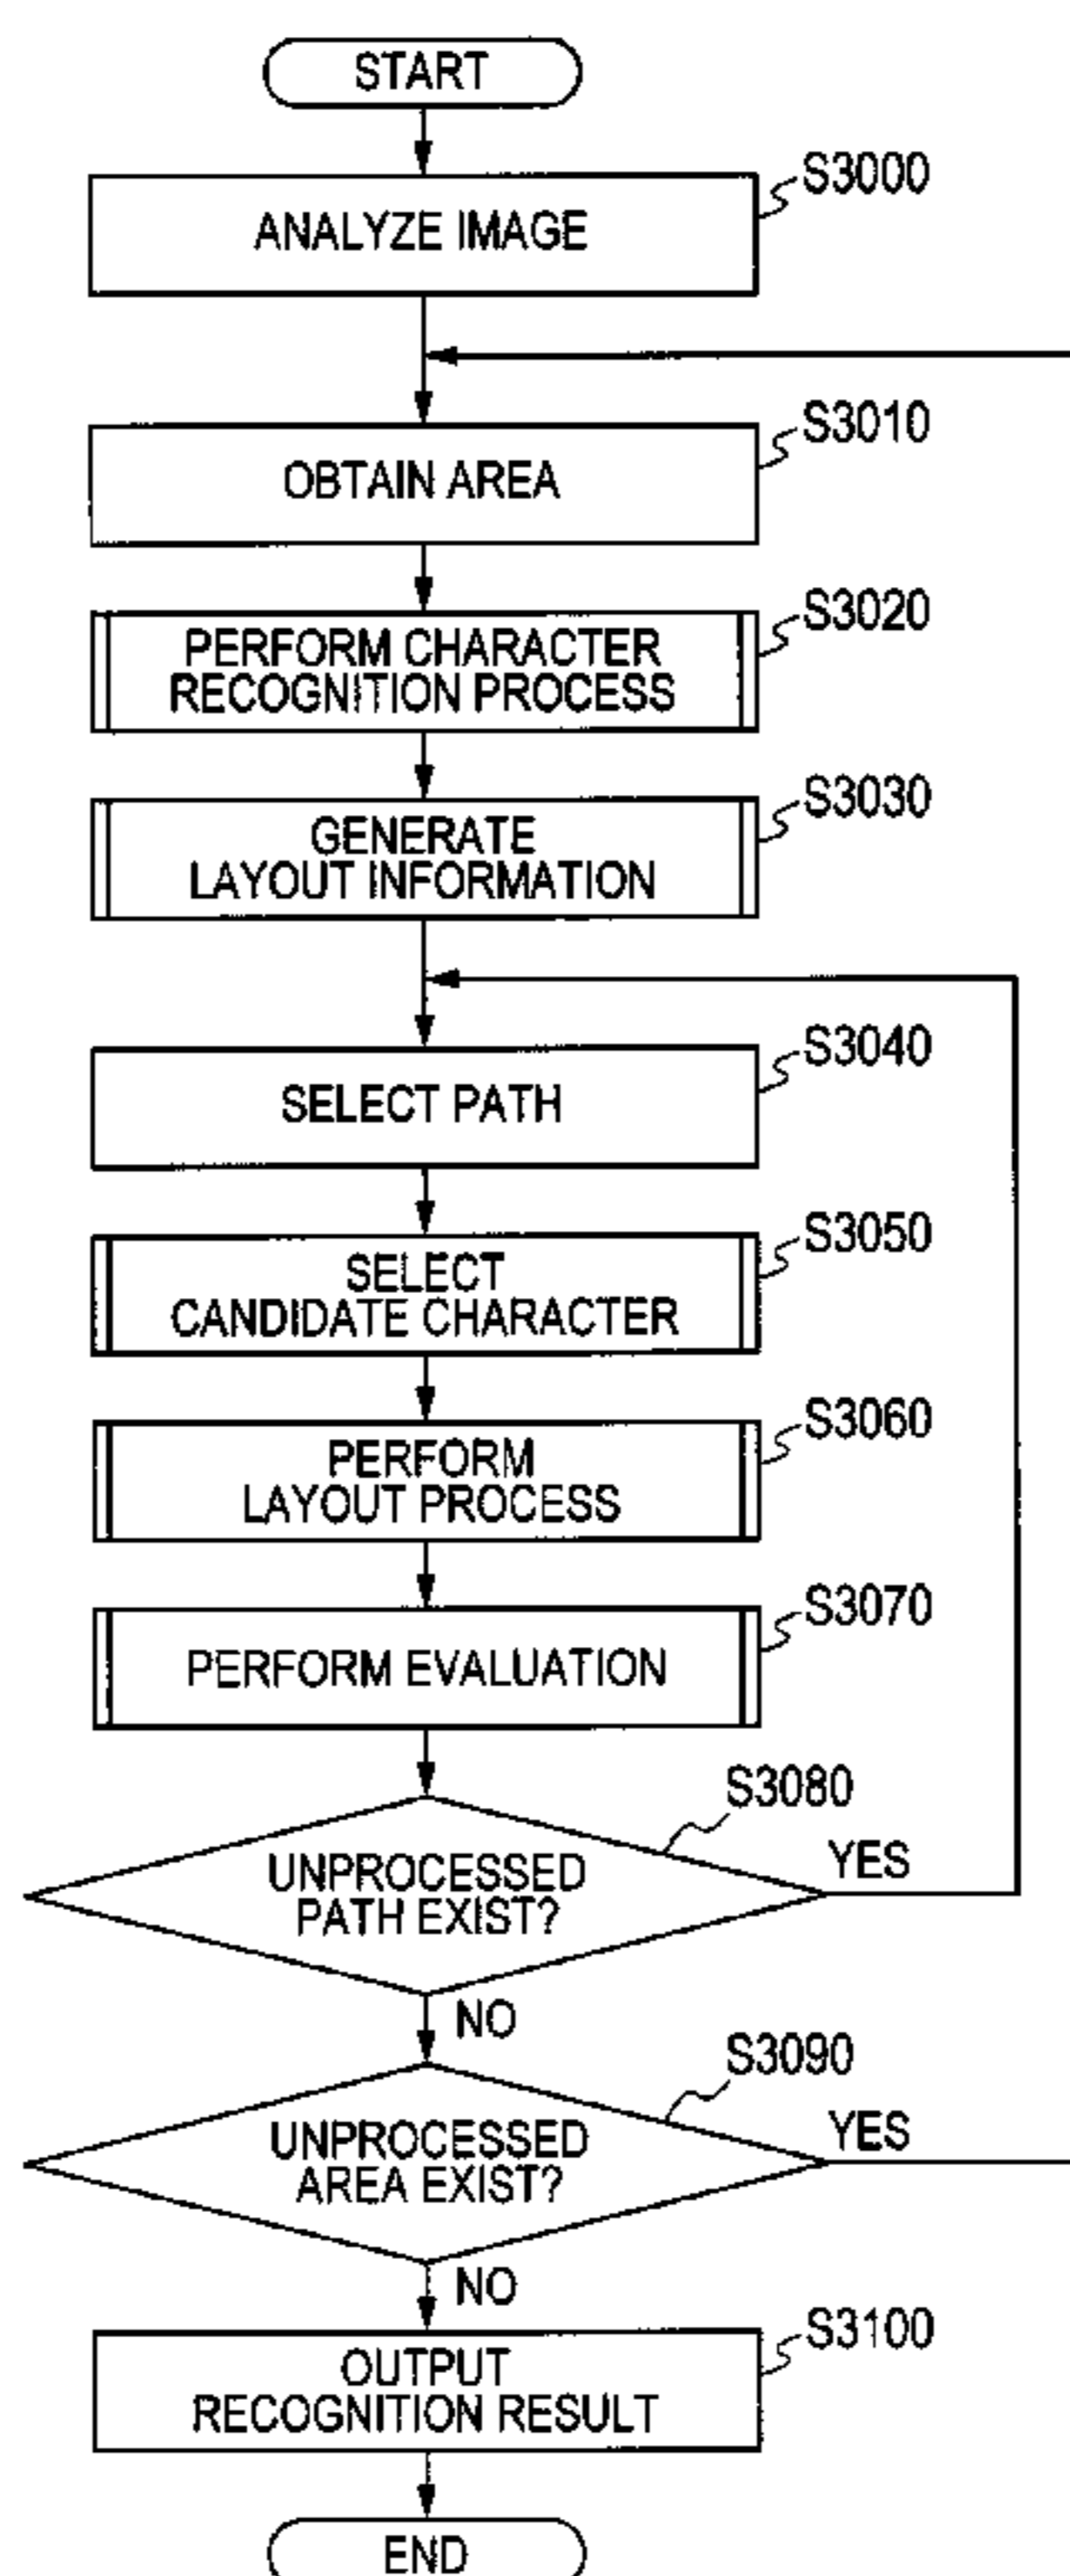 START
S3000
ANALYZE IMAGE
S3010
OBTAIN AREA
S3020
PERFORM CHARACTER
RECOGNITION PROCESS
S3030
GENERATE
LAYOUT INFORMATION
S3040
SELECT PATH
S3050
SELECT
CANDIDATE CHARACTER
S3060
PERFORM
LAYOUT PROCESS
S3070
PERFORM EVALUATION
S3080
YES
UNPROCESSED
PATH EXIST?
NO
S3090
YES
UNPROCESSED
AREA EXIST?
NO
S3100
OUTPUT
RECOGNITION RESULT
END